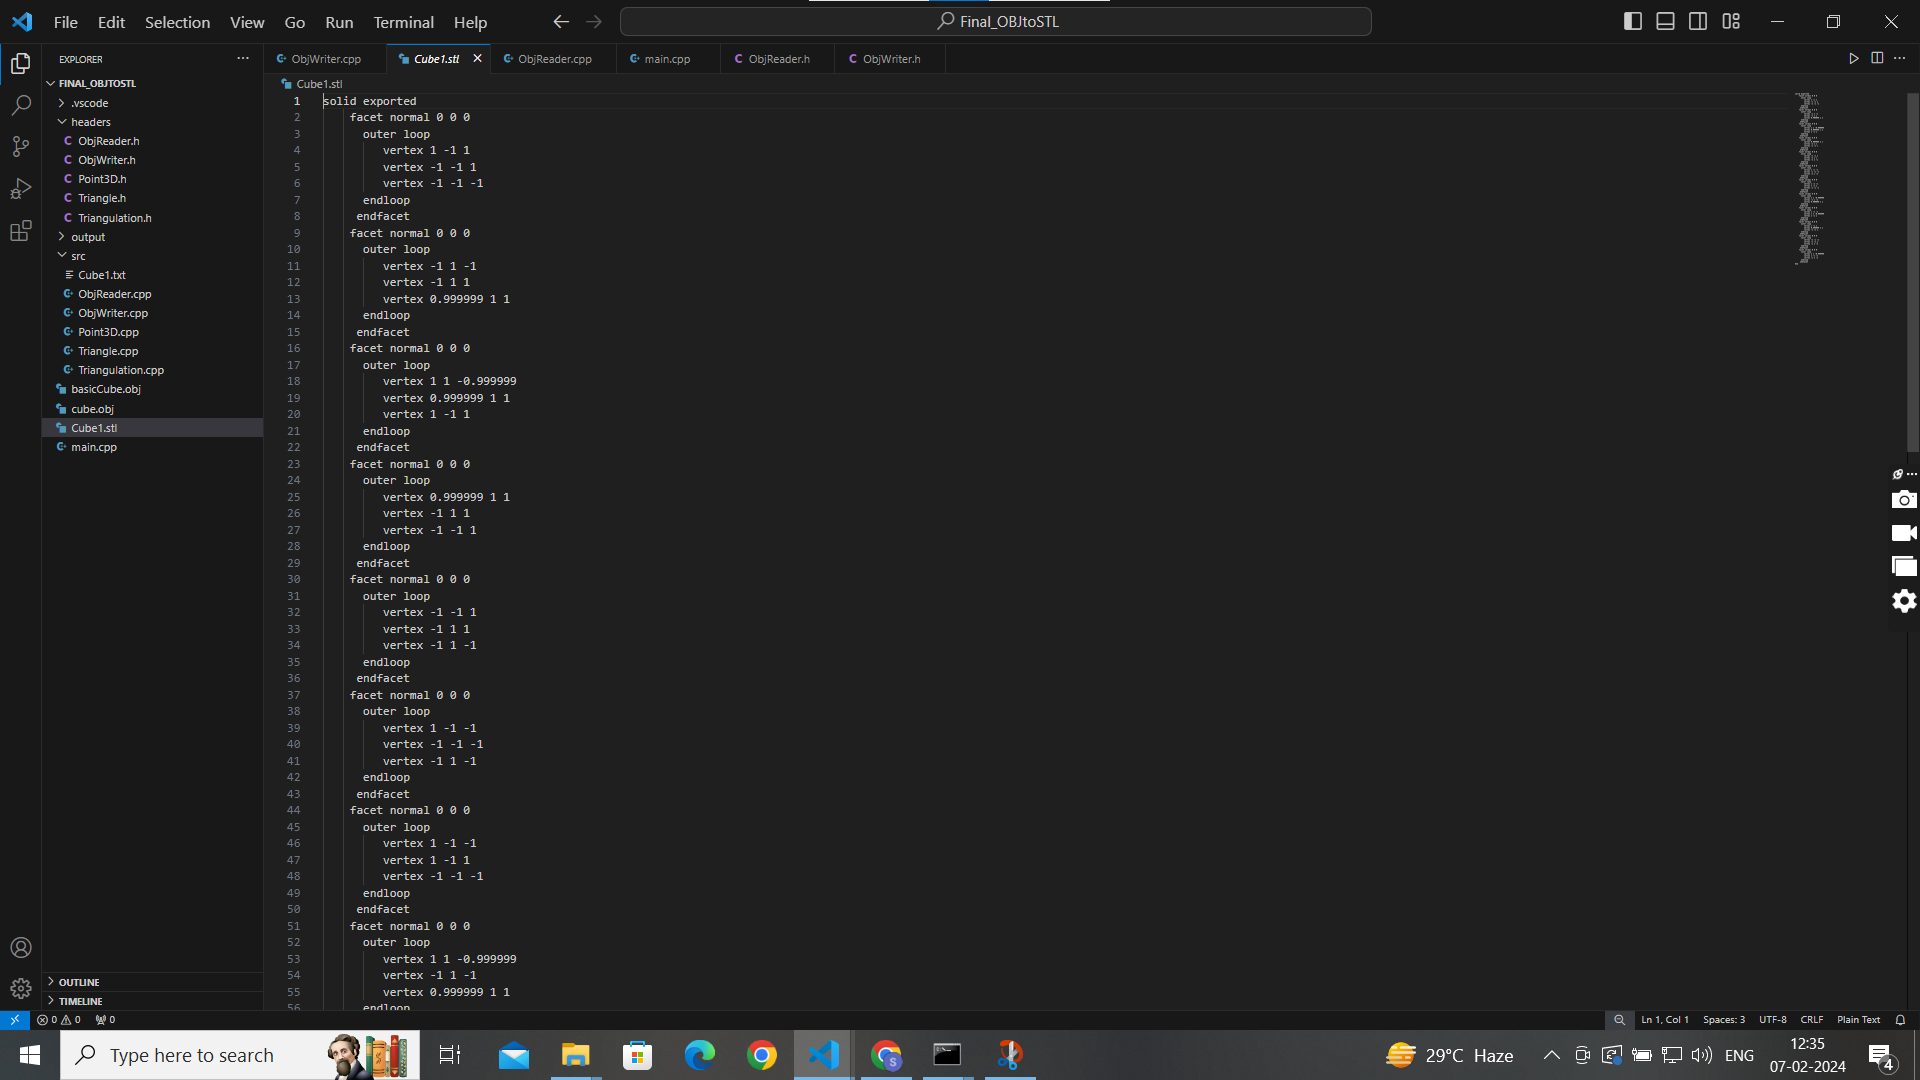 File Edit Selection View Go Run Terminal Help
Final_OBJtoSTL
EXPLORER
FINAL_OBJTOSTL
.vscode
headers
ObjReader.h
ObjWriter.h
Point3D.h
Triangle.h
Triangulation.h
output
src
Cube1.txt
ObjReader.cpp
ObjWriter.cpp
Point3D.cpp
Triangle.cpp
Triangulation.cpp
basicCube.obj
cube.obj
Cube1.stl
main.cpp
OUTLINE
TIMELINE
ObjWriter.cpp Cube1.stl ObjReader.cpp main.cpp ObjReader.h ObjWriter.h
Cube1.stl
1 solid exported
2 facet normal 0 0 0
3 outer loop
4 vertex 1 -1 1
5 vertex -1 -1 1
6 vertex -1 -1 -1
7 endloop
8 endfacet
9 facet normal 0 0 0
10 outer loop
11 vertex -1 1 -1
12 vertex -1 1 1
13 vertex 0.999999 1 1
14 endloop
15 endfacet
16 facet normal 0 0 0
17 outer loop
18 vertex 1 1 -0.999999
19 vertex 0.999999 1 1
20 vertex 1 -1 1
21 endloop
22 endfacet
23 facet normal 0 0 0
24 outer loop
25 vertex 0.999999 1 1
26 vertex -1 1 1
27 vertex -1 -1 1
28 endloop
29 endfacet
30 facet normal 0 0 0
31 outer loop
32 vertex -1 -1 1
33 vertex -1 1 1
34 vertex -1 1 -1
35 endloop
36 endfacet
37 facet normal 0 0 0
38 outer loop
39 vertex 1 -1 -1
40 vertex -1 -1 -1
41 vertex -1 1 -1
42 endloop
43 endfacet
44 facet normal 0 0 0
45 outer loop
46 vertex 1 -1 -1
47 vertex 1 -1 1
48 vertex -1 -1 -1
49 endloop
50 endfacet
51 facet normal 0 0 0
52 outer loop
53 vertex 1 1 -0.999999
54 vertex -1 1 -1
55 vertex 0.999999 1 1
56 endloop
0 0 0 Ln 1, Col 1 Spaces: 3 UTF-8 CRLF Plain Text
Type here to search
S
29°C Haze
ENG
12:35
07-02-2024
4